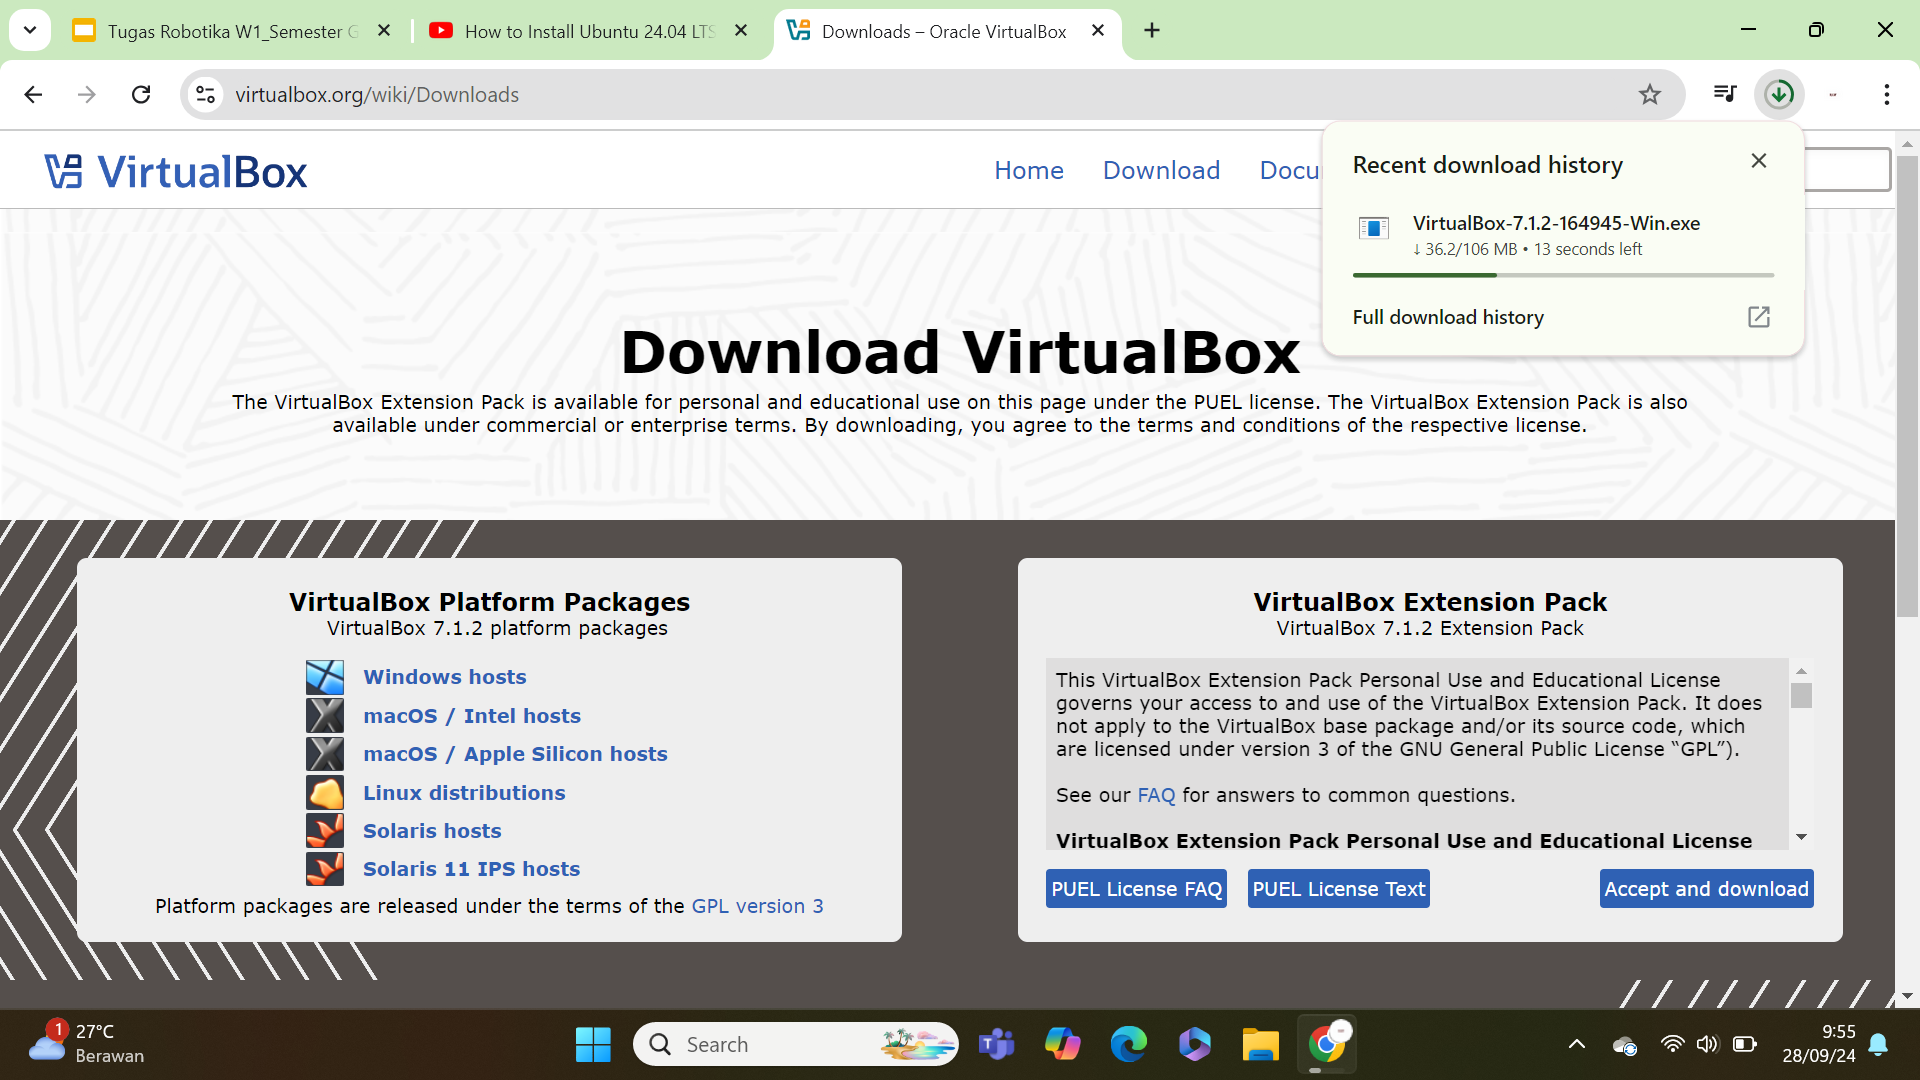 Tugas Robotika W1_Semester G
How to Install Ubuntu 24.04 LTS
Downloads – Oracle VirtualBox
virtualbox.org/wiki/Downloads
VirtualBox
Home
Download
Docu
Recent download history
VirtualBox-7.1.2-164945-Win.exe
↓ 36.2/106 MB • 13 seconds left
Full download history
Download VirtualBox
The VirtualBox Extension Pack is available for personal and educational use on this page under the PUEL license. The VirtualBox Extension Pack is also
available under commercial or enterprise terms. By downloading, you agree to the terms and conditions of the respective license.
VirtualBox Platform Packages
VirtualBox 7.1.2 platform packages
Windows hosts
macOS / Intel hosts
macOS / Apple Silicon hosts
Linux distributions
Solaris hosts
Solaris 11 IPS hosts
Platform packages are released under the terms of the GPL version 3
VirtualBox Extension Pack
VirtualBox 7.1.2 Extension Pack
This VirtualBox Extension Pack Personal Use and Educational License
governs your access to and use of the VirtualBox Extension Pack. It does
not apply to the VirtualBox base package and/or its source code, which
are licensed under version 3 of the GNU General Public License “GPL”).
See our FAQ for answers to common questions.
VirtualBox Extension Pack Personal Use and Educational License
PUEL License FAQ
PUEL License Text
Accept and download
1
27°C
Berawan
Search
9:55
28/09/24